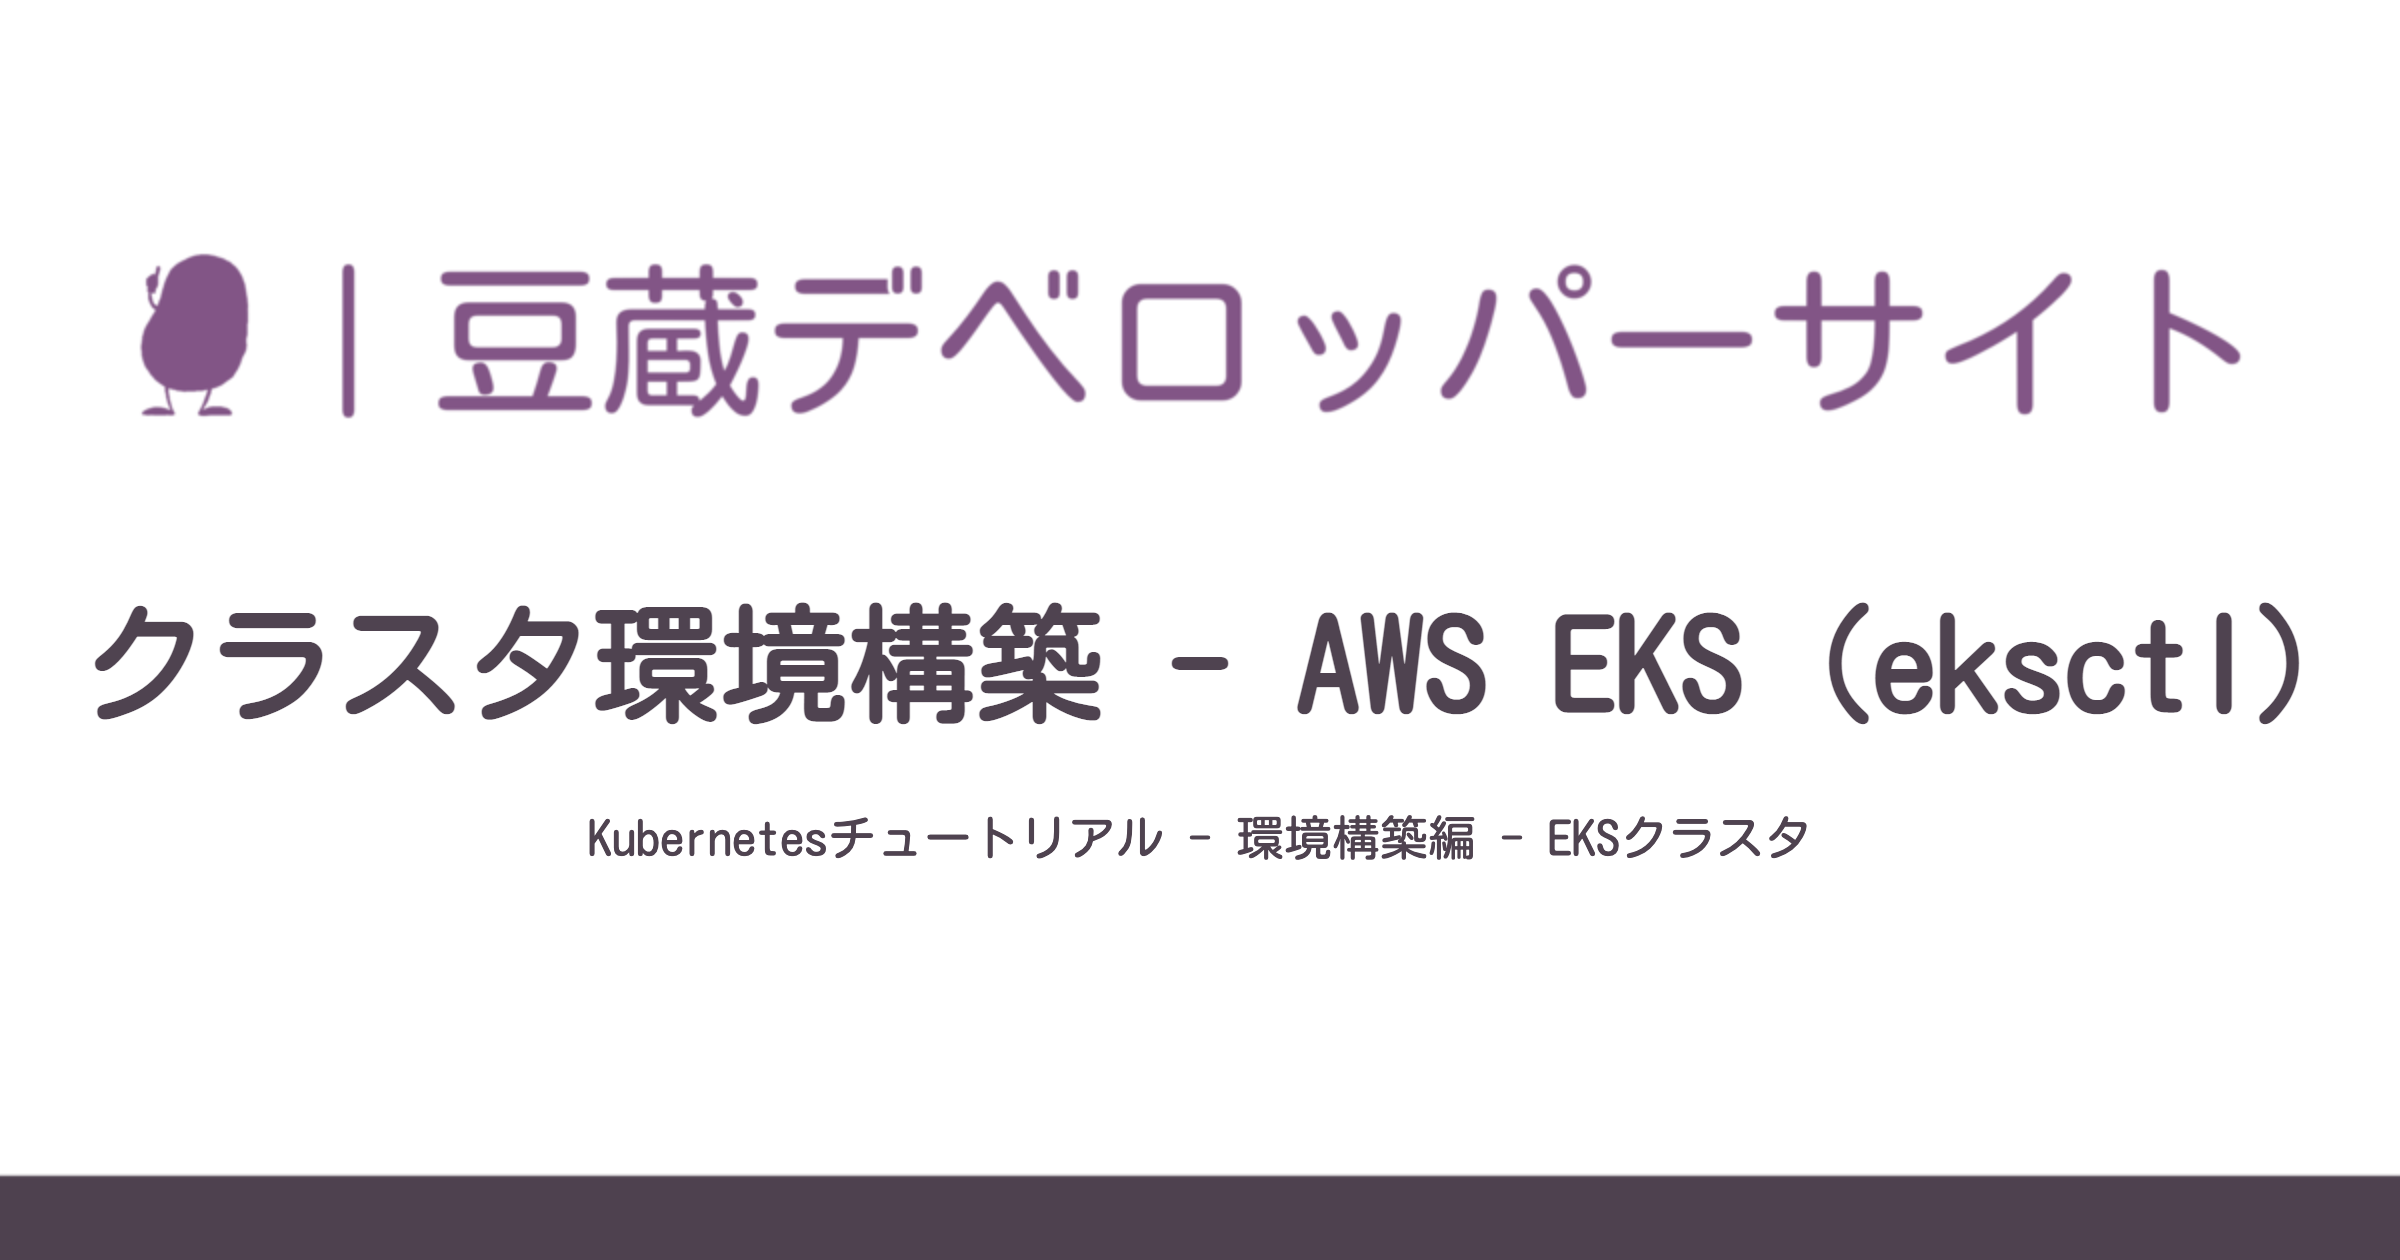 豆蔵デベロッパーサイト
クラスタ環境構築 - AWS EKS (eksctl)
Kubernetesチュートリアル - 環境構築編 - EKSクラスタ